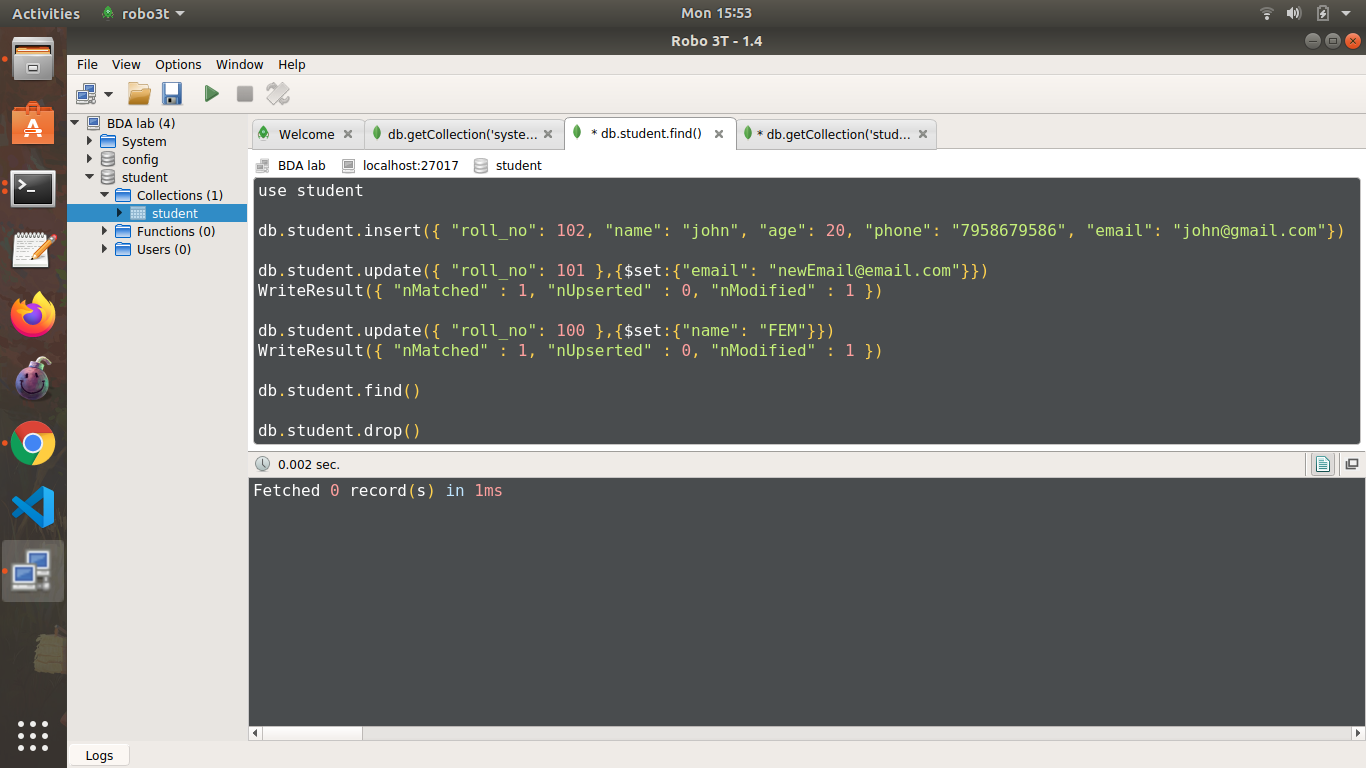 Activities robo3t Mon 15:53
Robo 3T - 1.4
File View Options Window Help
BDA lab (4)
System
config
student
Collections (1)
student
Functions (0)
Users (0)
Welcome db.getCollection('syste... * db.student.find() * db.getCollection('stud...
BDA lab localhost:27017 student
use student
db.student.insert({ "roll_no": 102, "name": "john", "age": 20, "phone": "7958679586", "email": "john@gmail.com"})
db.student.update({ "roll_no": 101 },{$set:{"email": "newEmail@email.com"}})
WriteResult({ "nMatched" : 1, "nUpserted" : 0, "nModified" : 1 })
db.student.update({ "roll_no": 100 },{$set:{"name": "FEM"}})
WriteResult({ "nMatched" : 1, "nUpserted" : 0, "nModified" : 1 })
db.student.find()
db.student.drop()
0.002 sec.
Fetched 0 record(s) in 1ms
Logs